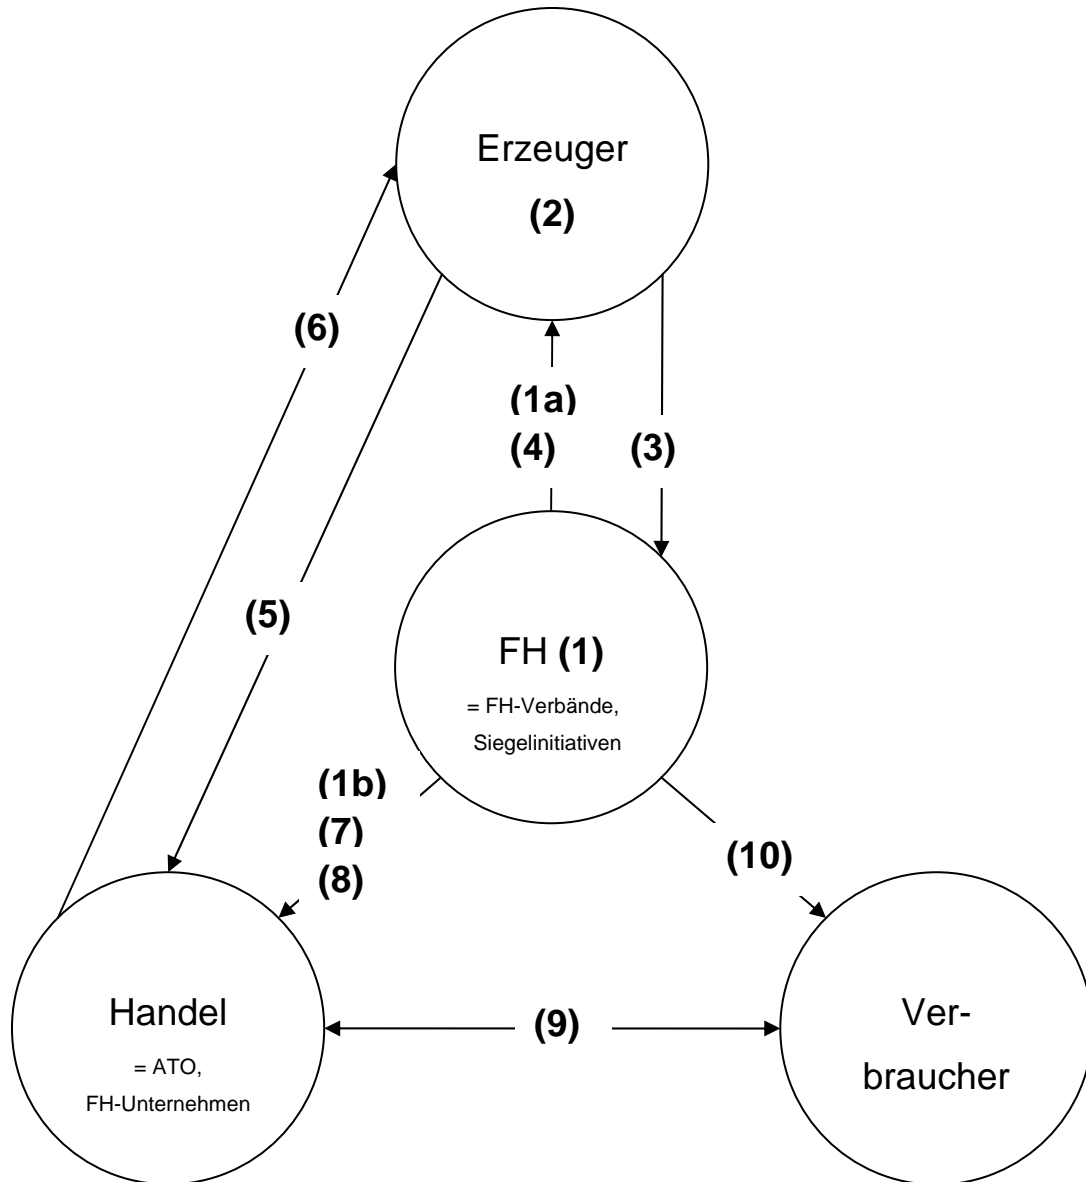 Erzeuger
(2)
(6)
(1a)
(4)
(3)
(5)
FH (1)
= FH-Verbände,
Siegelinitiativen
(1b)
(7)
(8)
(10)
Handel
= ATO,
FH-Unternehmen
(9)
Ver-
braucher